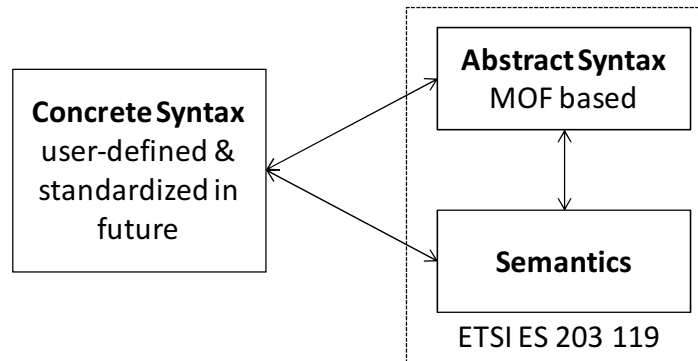 Concrete Syntax
user-defined &
standardized in
future
Abstract Syntax
MOF based
Semantics
ETSI ES 203 119